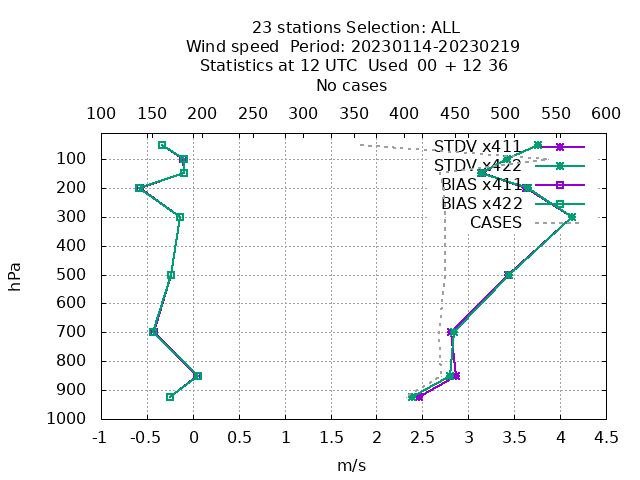 23 stations Selection: ALL
Wind speed  Period: 20230114-20230219
Statistics at 12 UTC  Used  00 + 12 36
No cases
100 150 200 250 300 350 400 450 500 550 600
STDV x411
STDV x422
BIAS x411
BIAS x422
CASES
hPa
100
200
300
400
500
600
700
800
900
1000
-1 -0.5 0 0.5 1 1.5 2 2.5 3 3.5 4 4.5
m/s